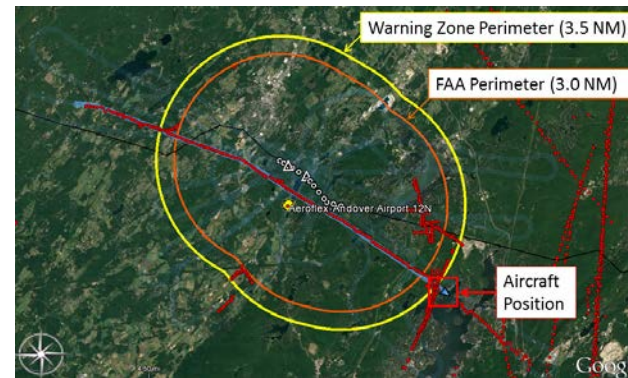 Warning Zone Perimeter (3.5 NM)
FAA Perimeter (3.0 NM)
Aeroflex-Andover Airport 12N
Aircraft
Position
Goog